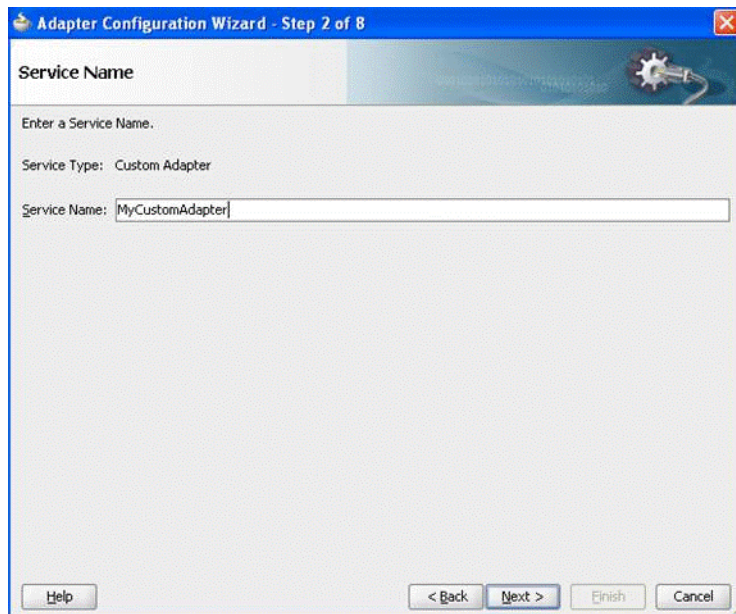 Adapter Configuration Wizard - Step 2 of 8
Service Name
Enter a Service Name.
Service Type: Custom Adapter
Service Name: MyCustomAdapter
Help < Back Next > Finish Cancel